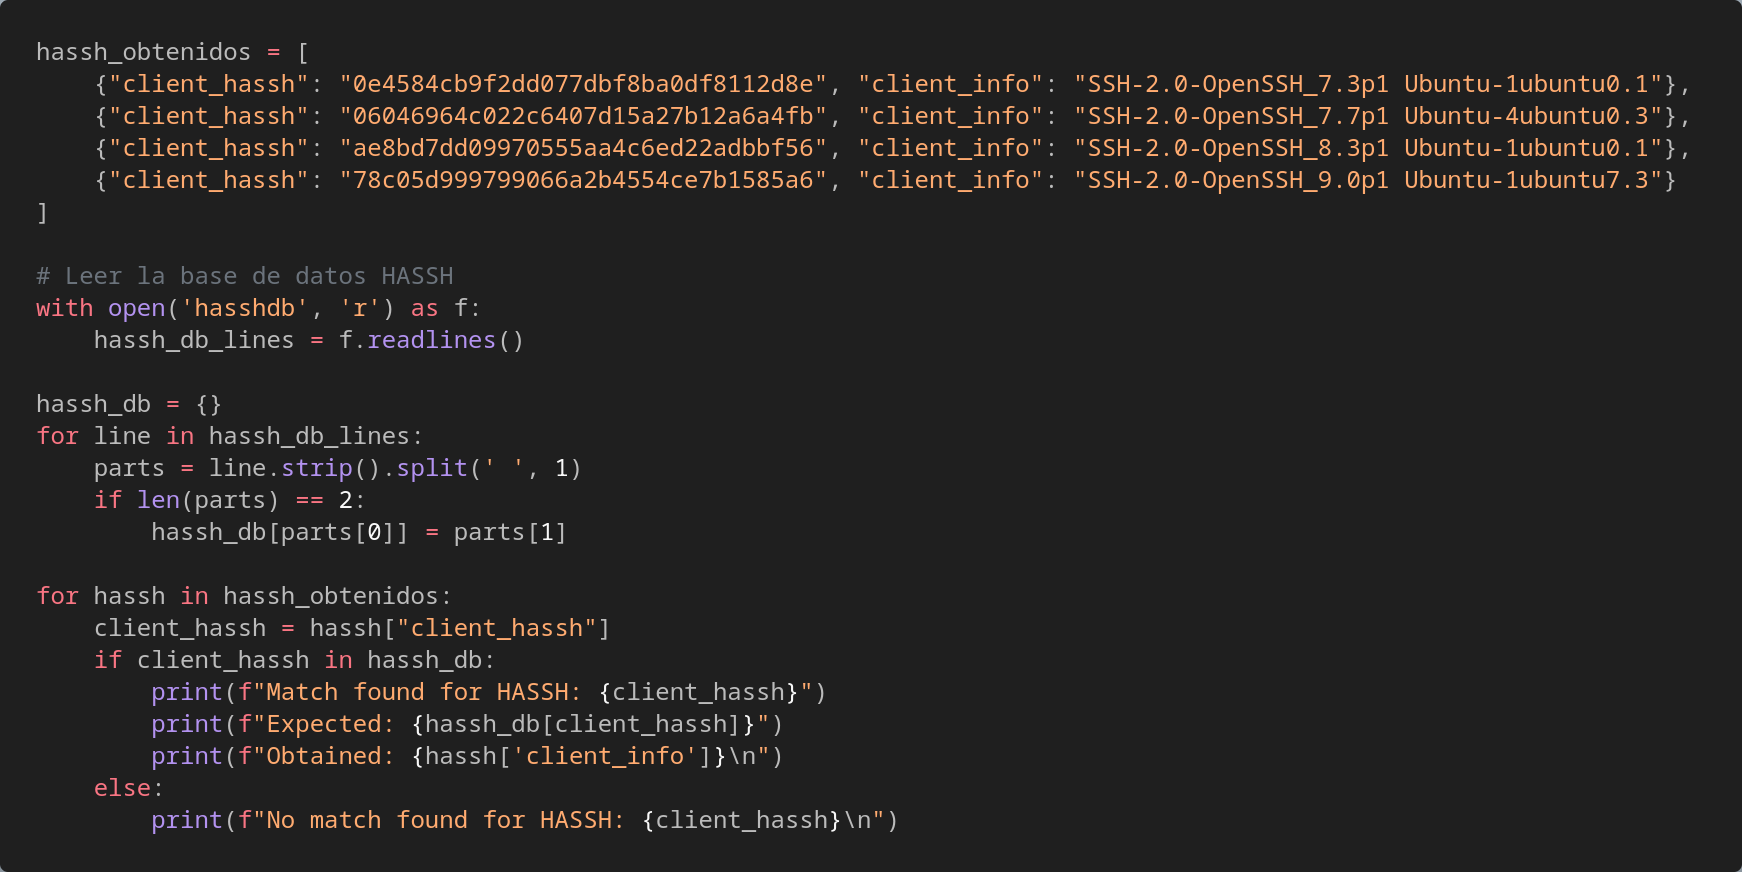 hassh_obtenidos = [
    {"client_hassh": "0e4584cb9f2dd077dbf8ba0df8112d8e", "client_info": "SSH-2.0-OpenSSH_7.3p1 Ubuntu-1ubuntu0.1"},
    {"client_hassh": "06046964c022c6407d15a27b12a6a4fb", "client_info": "SSH-2.0-OpenSSH_7.7p1 Ubuntu-4ubuntu0.3"},
    {"client_hassh": "ae8bd7dd09970555aa4c6ed22adbbf56", "client_info": "SSH-2.0-OpenSSH_8.3p1 Ubuntu-1ubuntu0.1"},
    {"client_hassh": "78c05d999799066a2b4554ce7b1585a6", "client_info": "SSH-2.0-OpenSSH_9.0p1 Ubuntu-1ubuntu7.3"}
]

# Leer la base de datos HASSH
with open('hasshdb', 'r') as f:
    hassh_db_lines = f.readlines()

hassh_db = {}
for line in hassh_db_lines:
    parts = line.strip().split(' ', 1)
    if len(parts) == 2:
        hassh_db[parts[0]] = parts[1]

for hassh in hassh_obtenidos:
    client_hassh = hassh["client_hassh"]
    if client_hassh in hassh_db:
        print(f"Match found for HASSH: {client_hassh}")
        print(f"Expected: {hassh_db[client_hassh]}")
        print(f"Obtained: {hassh['client_info']}\n")
    else:
        print(f"No match found for HASSH: {client_hassh}\n")